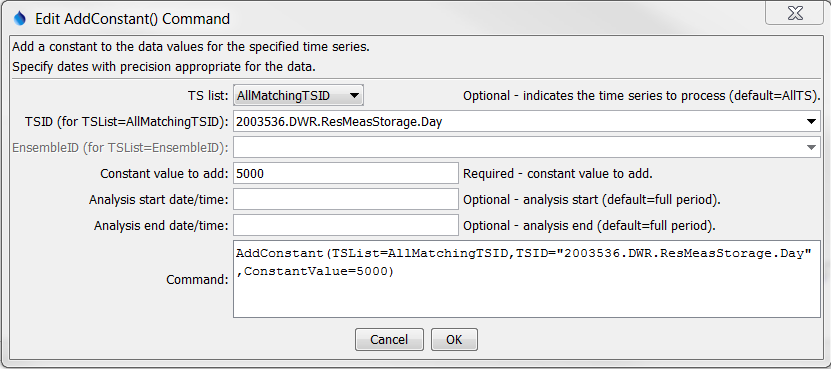 Edit AddConstant() Command
Add a constant to the data values for the specified time series.
Specify dates with precision appropriate for the data.
TS list: AllMatchingTSID Optional - indicates the time series to process (default=AllTS).
TSID (for TSList=AllMatchingTSID): 2003536.DWR.ResMeasStorage.Day
EnsembleID (for TSList=EnsembleID):
Constant value to add: 5000 Required - constant value to add.
Analysis start date/time: Optional - analysis start (default=full period).
Analysis end date/time: Optional - analysis end (default=full period).
AddConstant(TSList=AllMatchingTSID,TSID="2003536.DWR.ResMeasStorage.Day"
Command: ,ConstantValue=5000)
Cancel OK